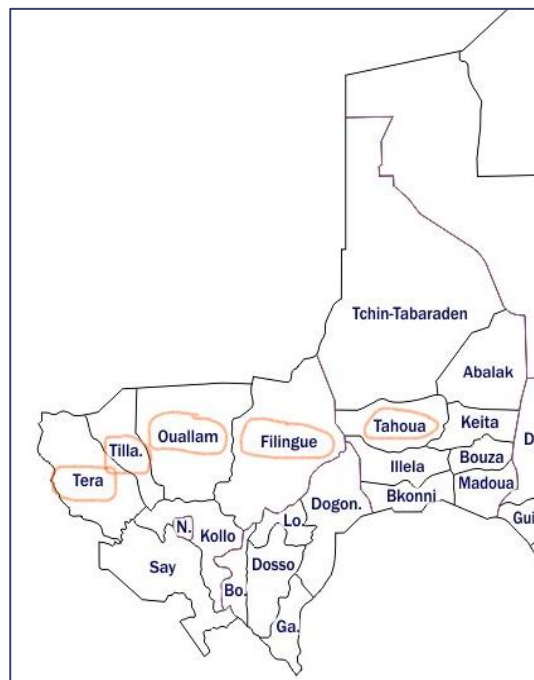 Tchin-Tabaraden
Abalak
Keita
Tahoua
D
Ouallam
Filingue
Tilla.
Bouza
Illela
Tera
Madoua
Bkonni
Dogon.
Gui
Lo.
N.
Kollo
Say
Dosso
Bo.
Ga.